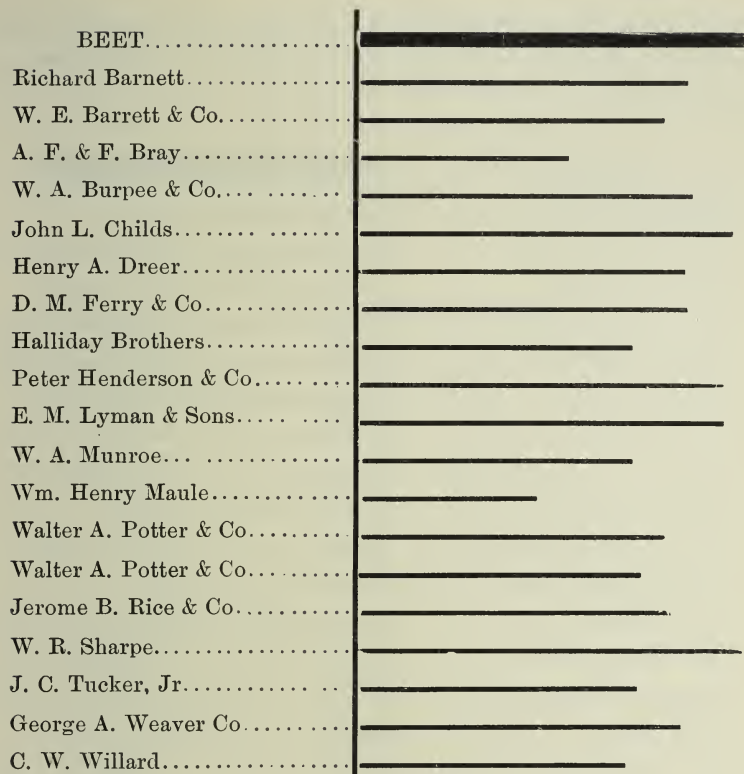 BEET....................
Richard Barnett................
W. E. Barrett & Co.............
A. F. & F. Bray.................
W. A. Burpee & Co.... ....... ..
John L. Childs........ ....... ..
Henry A. Dreer.................
D. M. Ferry & Co...............
Halliday Brothers..............
Peter Henderson & Co..... .. ..
E. M. Lyman & Sons..... ....
W. A. Munroe... ..............
Wm. Henry Maule..............
Walter A. Potter & Co..........
Walter A. Potter & Co..........
Jerome B. Rice & Co............
W. R. Sharpe...................
J. C. Tucker, Jr.............. ..
George A. Weaver Co...........
C. W. Willard...................